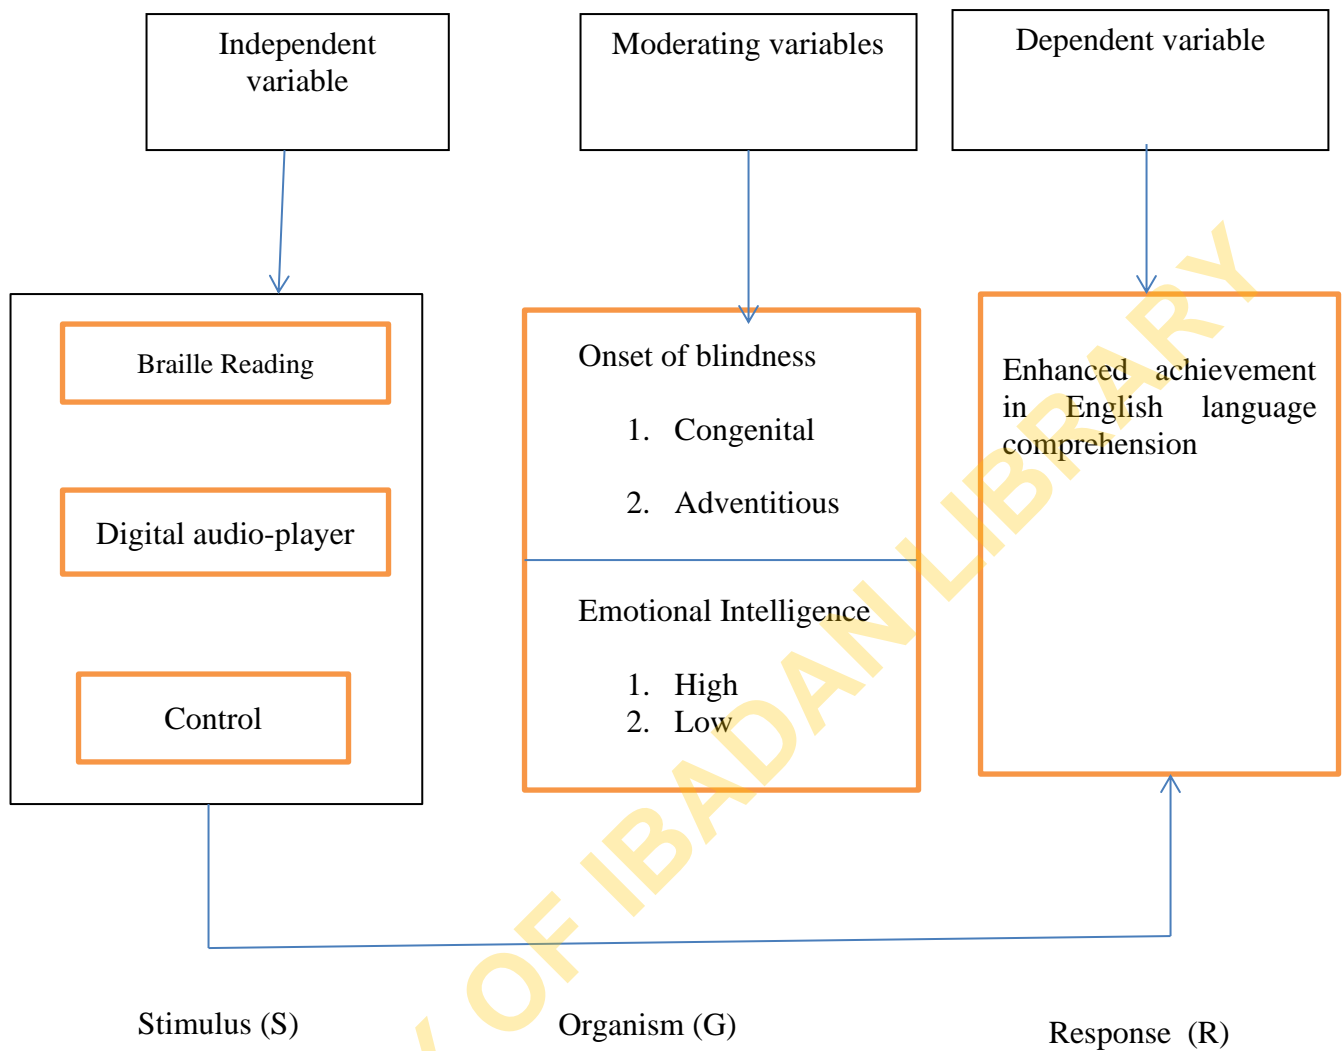 Independent
variable
Moderating variables
Dependent variable
Braille Reading
Digital audio-player
Control
Onset of blindness
1. Congenital
2. Adventitious
Emotional Intelligence
1. High
2. Low
Enhanced achievement
in English language
comprehension
Stimulus (S)
Organism (G)
Response (R)
Y OF IBADAN LIBRARY